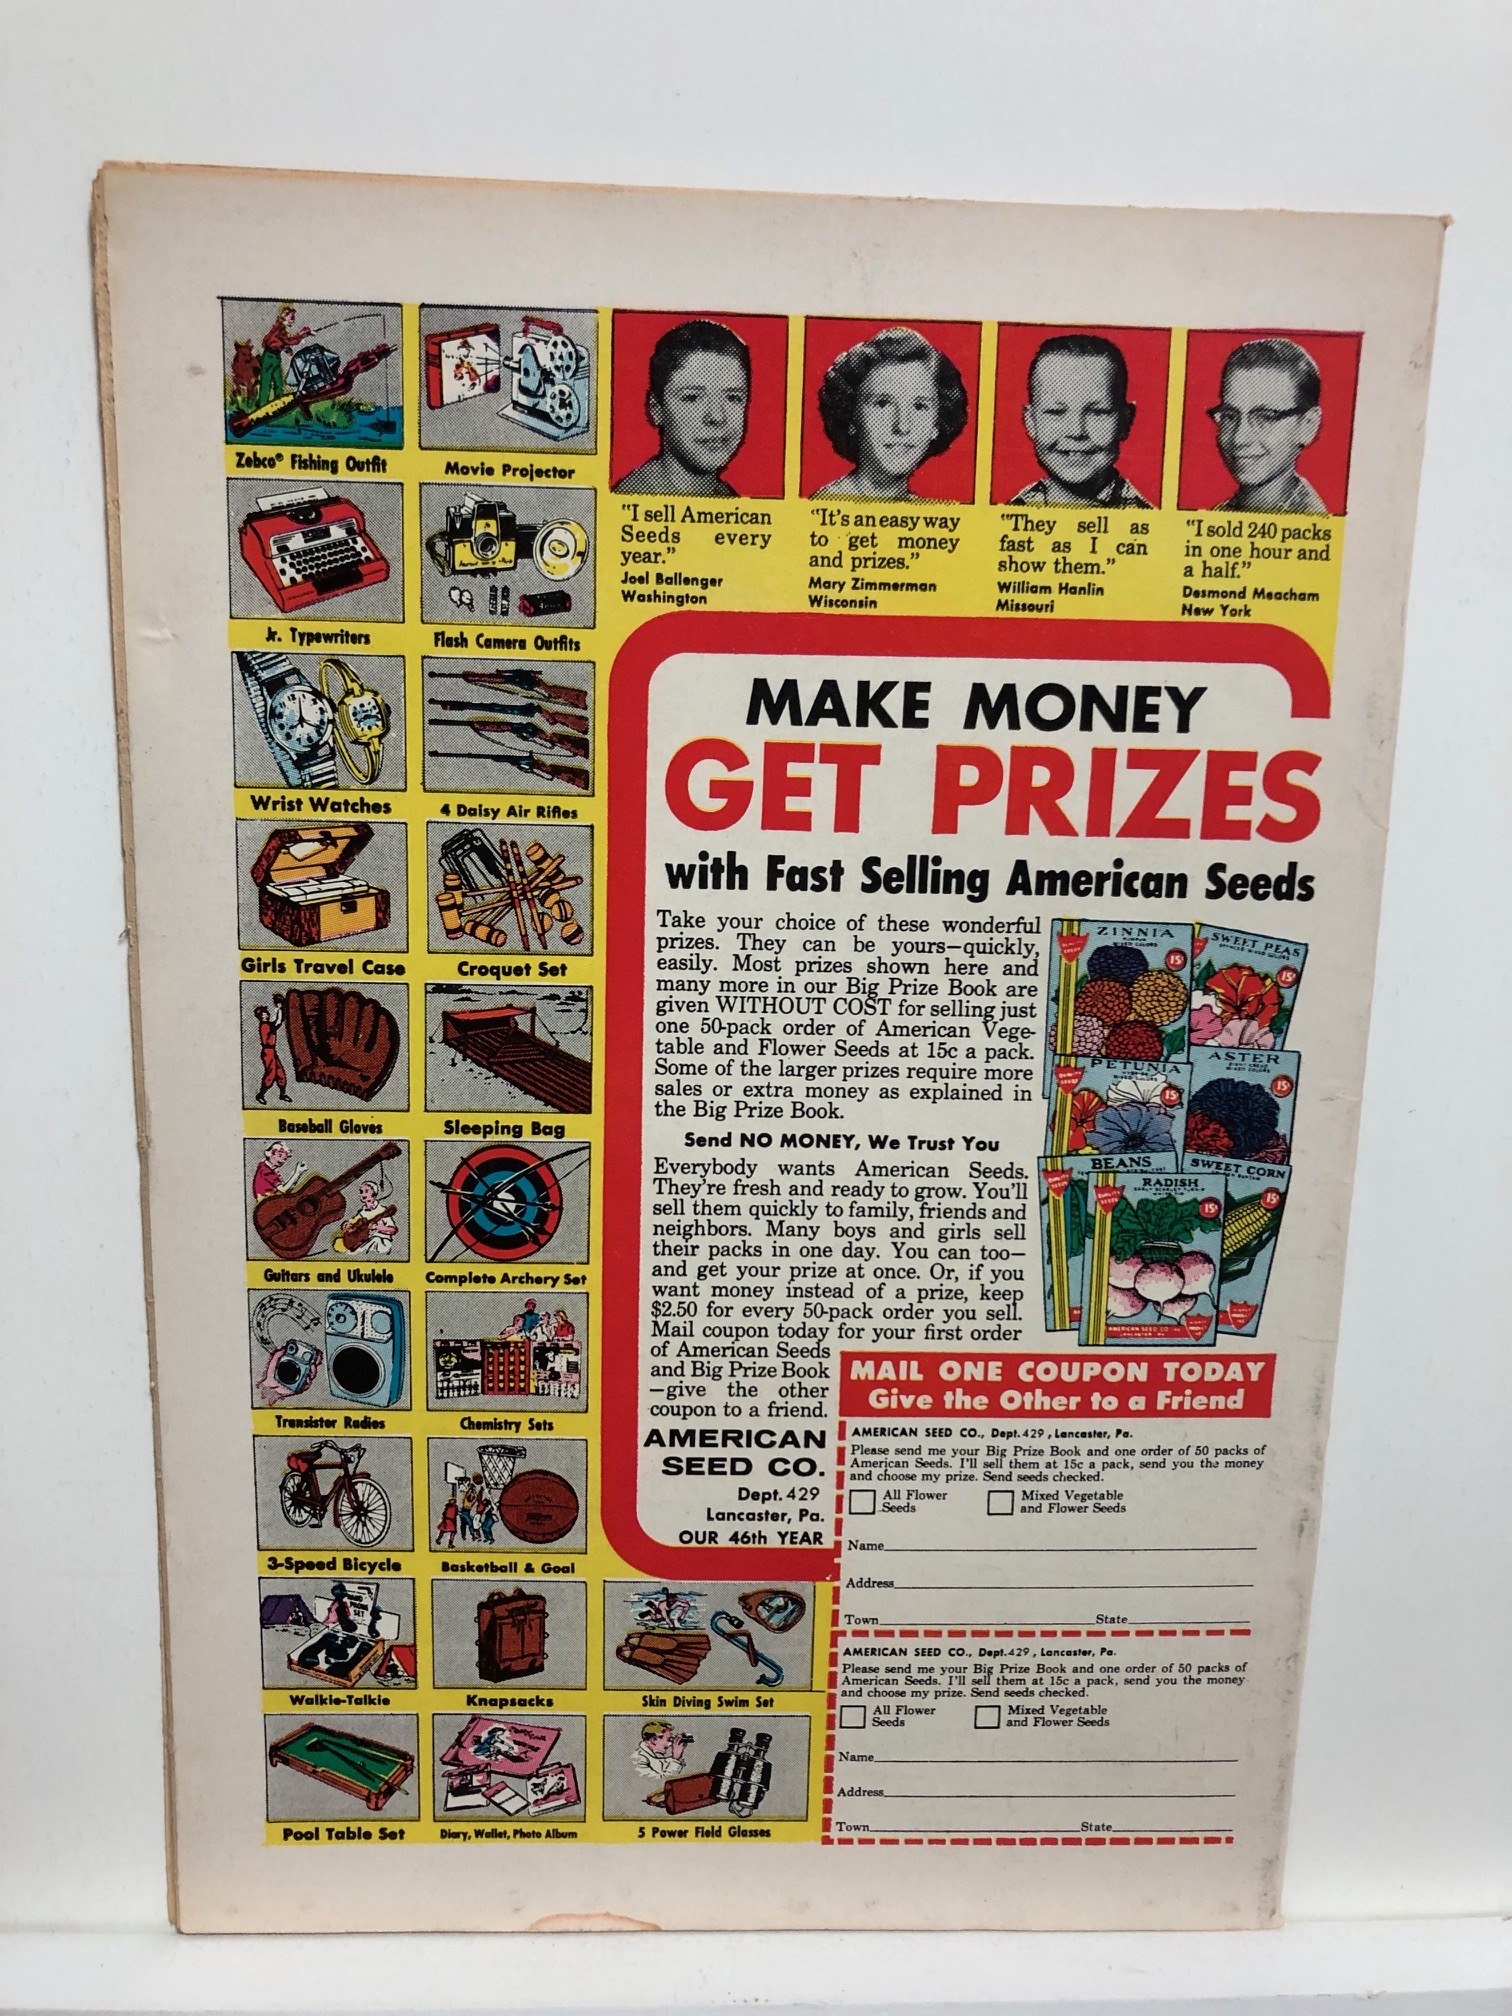 Zebco® Fishing Outfit
Movie Projector
Jr. Typewriters
Flash Camera Outfits
Wrist Watches
4 Daisy Air Rifles
Girls Travel Case
Croquet Set
Baseball Gloves
Sleeping Bag
Guitars and Ukulele
Complete Archery Set
Transistor Radios
Chemistry Sets
3-Speed Bicycle
Basketball & Goal
Walkie-Talkie
Knapsacks
Skin Diving Swim Set
Pool Table Set
Diary, Wallet, Photo Album
5 Power Field Glasses
"I sell American
Seeds every
year."
Joel Ballenger
Washington
"It's an easy way
to get money
and prizes."
Mary Zimmerman
Wisconsin
"They sell as
fast as I can
show them."
William Hanlin
Missouri
"I sold 240 packs
in one hour and
a half."
Desmond Meacham
New York
MAKE MONEY
GET PRIZES
with Fast Selling American Seeds
Take your choice of these wonderful
prizes. They can be yours—quickly,
easily. Most prizes shown here and
many more in our Big Prize Book are
given WITHOUT COST for selling just
one 50-pack order of American Vege-
table and Flower Seeds at 15c a pack.
Some of the larger prizes require more
sales or extra money as explained in
the Big Prize Book.
Send NO MONEY, We Trust You
Everybody wants American Seeds.
They're fresh and ready to grow. You'll
sell them quickly to family, friends and
neighbors. Many boys and girls sell
their packs in one day. You can too—
and get your prize at once. Or, if you
want money instead of a prize, keep
$2.50 for every 50-pack order you sell.
Mail coupon today for your first order
of American Seeds
and Big Prize Book
—give the other
coupon to a friend.
AMERICAN
SEED CO.
Dept. 429
Lancaster, Pa.
OUR 46th YEAR
ZINNIA
MIXED COLORS
15¢
SWEET PEAS
MIXED COLORS
15¢
PETUNIA
MIXED COLORS
15¢
ASTER
MIXED COLORS
15¢
BEANS
SWEET CORN
15¢
RADISH
15¢
AMERICAN SEED CO.
LANCASTER, PA.
MAIL ONE COUPON TODAY
Give the Other to a Friend
AMERICAN SEED CO., Dept. 429, Lancaster, Pa.
Please send me your Big Prize Book and one order of 50 packs of
American Seeds. I'll sell them at 15c a pack, send you the money
and choose my prize. Send seeds checked.
All Flower
Seeds
Mixed Vegetable
and Flower Seeds
Name
Address
Town State
AMERICAN SEED CO., Dept. 429, Lancaster, Pa.
Please send me your Big Prize Book and one order of 50 packs of
American Seeds. I'll sell them at 15c a pack, send you the money
and choose my prize. Send seeds checked.
All Flower
Seeds
Mixed Vegetable
and Flower Seeds
Name
Address
Town State